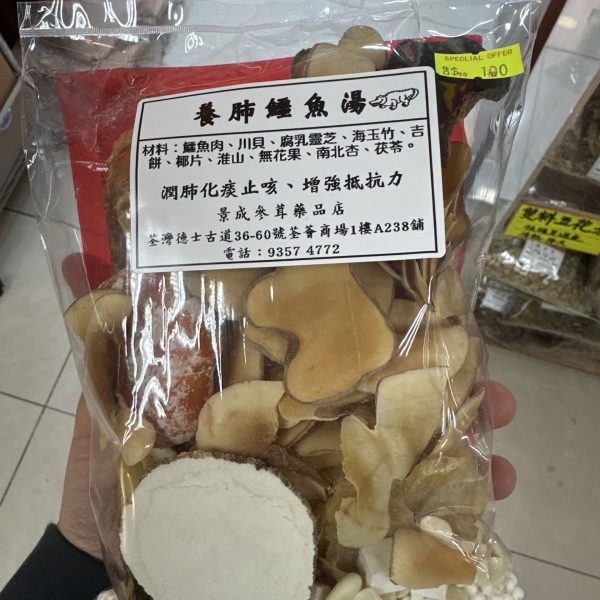 SPECLIAL OFFER
售$ 100
養肺鱷魚湯
材料：鱷魚肉、川貝、腐乳靈芝、海玉竹、吉
餅、椰片、淮山、無花果、南北杏、茯苓。
潤肺化痰止咳、增強抵抗力
景成參茸藥品店
荃灣德士古道36-60號荃薈商場1樓A238舖
電話：9357 4772